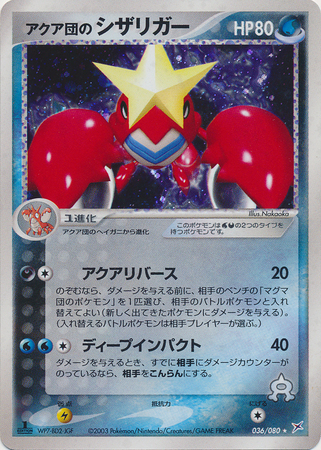 アクア団の シザリガー HP80
Illus.Nakaoka
1進化
アクア団のヘイガニから進化
このポケモンは の2つのタイプを
持つポケモンです。
アクアリバース 20
のぞむなら、ダメージを与える前に、相手のベンチの「マグマ
団のポケモン」を1匹選び、相手のバトルポケモンと入れ
替えてよい（新しく出てきたポケモンにダメージを与える）。
（入れ替えるバトルポケモンは相手プレイヤーが選ぶ。）
ディープインパクト 40
ダメージを与えるとき、すでに相手にダメージカウンターが
のっているなら、相手をこんらんにする。
弱点 抵抗力 にげる
1 EDITION WP7-BD2-JGF ©2003 Pokémon/Nintendo/Creatures/GAME FREAK 036/080 ★